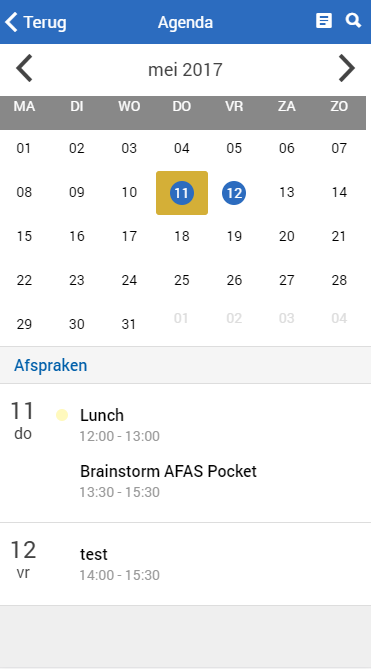 Terug Agenda
mei 2017
MA DI WO DO VR ZA ZO
01 02 03 04 05 06 07
08 09 10 11 12 13 14
15 16 17 18 19 20 21
22 23 24 25 26 27 28
29 30 31 01 02 03 04
Afspraken
11 Lunch
do 12:00 - 13:00
Brainstorm AFAS Pocket
13:30 - 15:30
12 test
vr 14:00 - 15:30